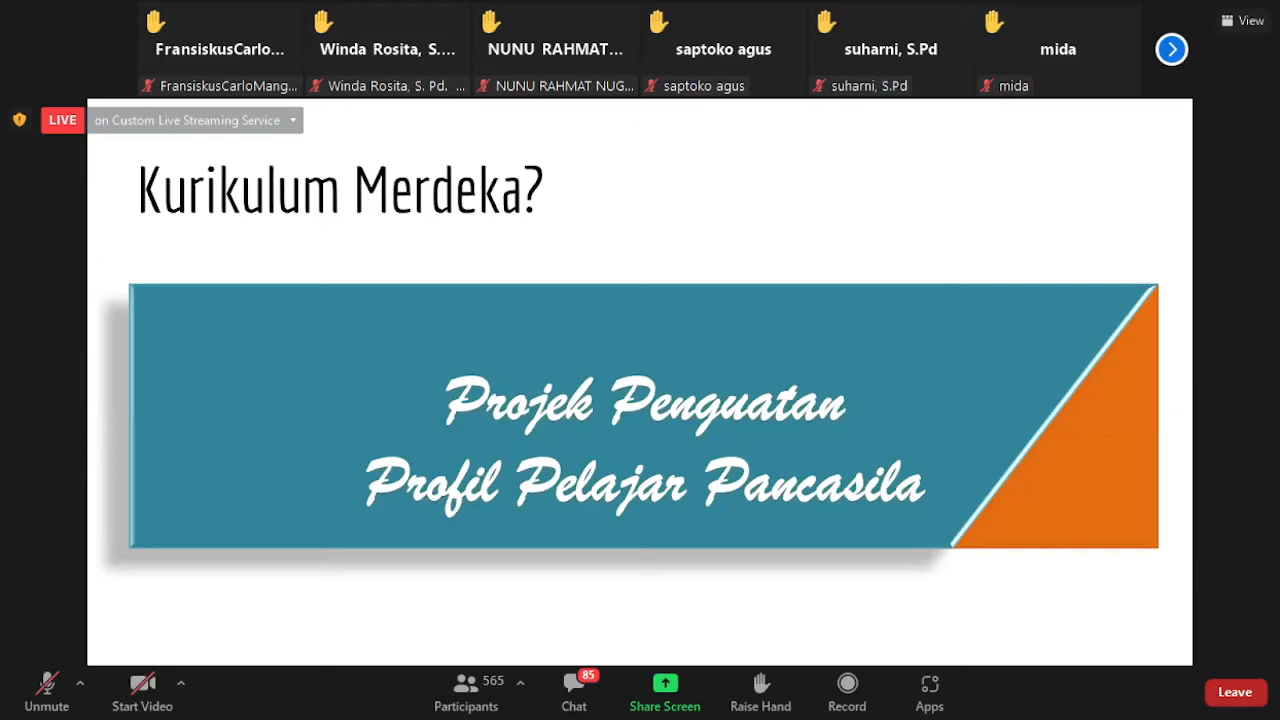 FransiskusCarlo...
Winda Rosita, S....
NUNU RAHMAT...
saptoko agus
suharni, S.Pd
mida
View
FransiskusCarloMang...
Winda Rosita, S. Pd. ...
NUNU RAHMAT NUG...
saptoko agus
suharni, S.Pd
mida
LIVE
on Custom Live Streaming Service
Kurikulum Merdeka?
Projek Penguatan
Profil Pelajar Pancasila
Unmute
Start Video
565
Participants
85
Chat
Share Screen
Raise Hand
Record
Apps
Leave